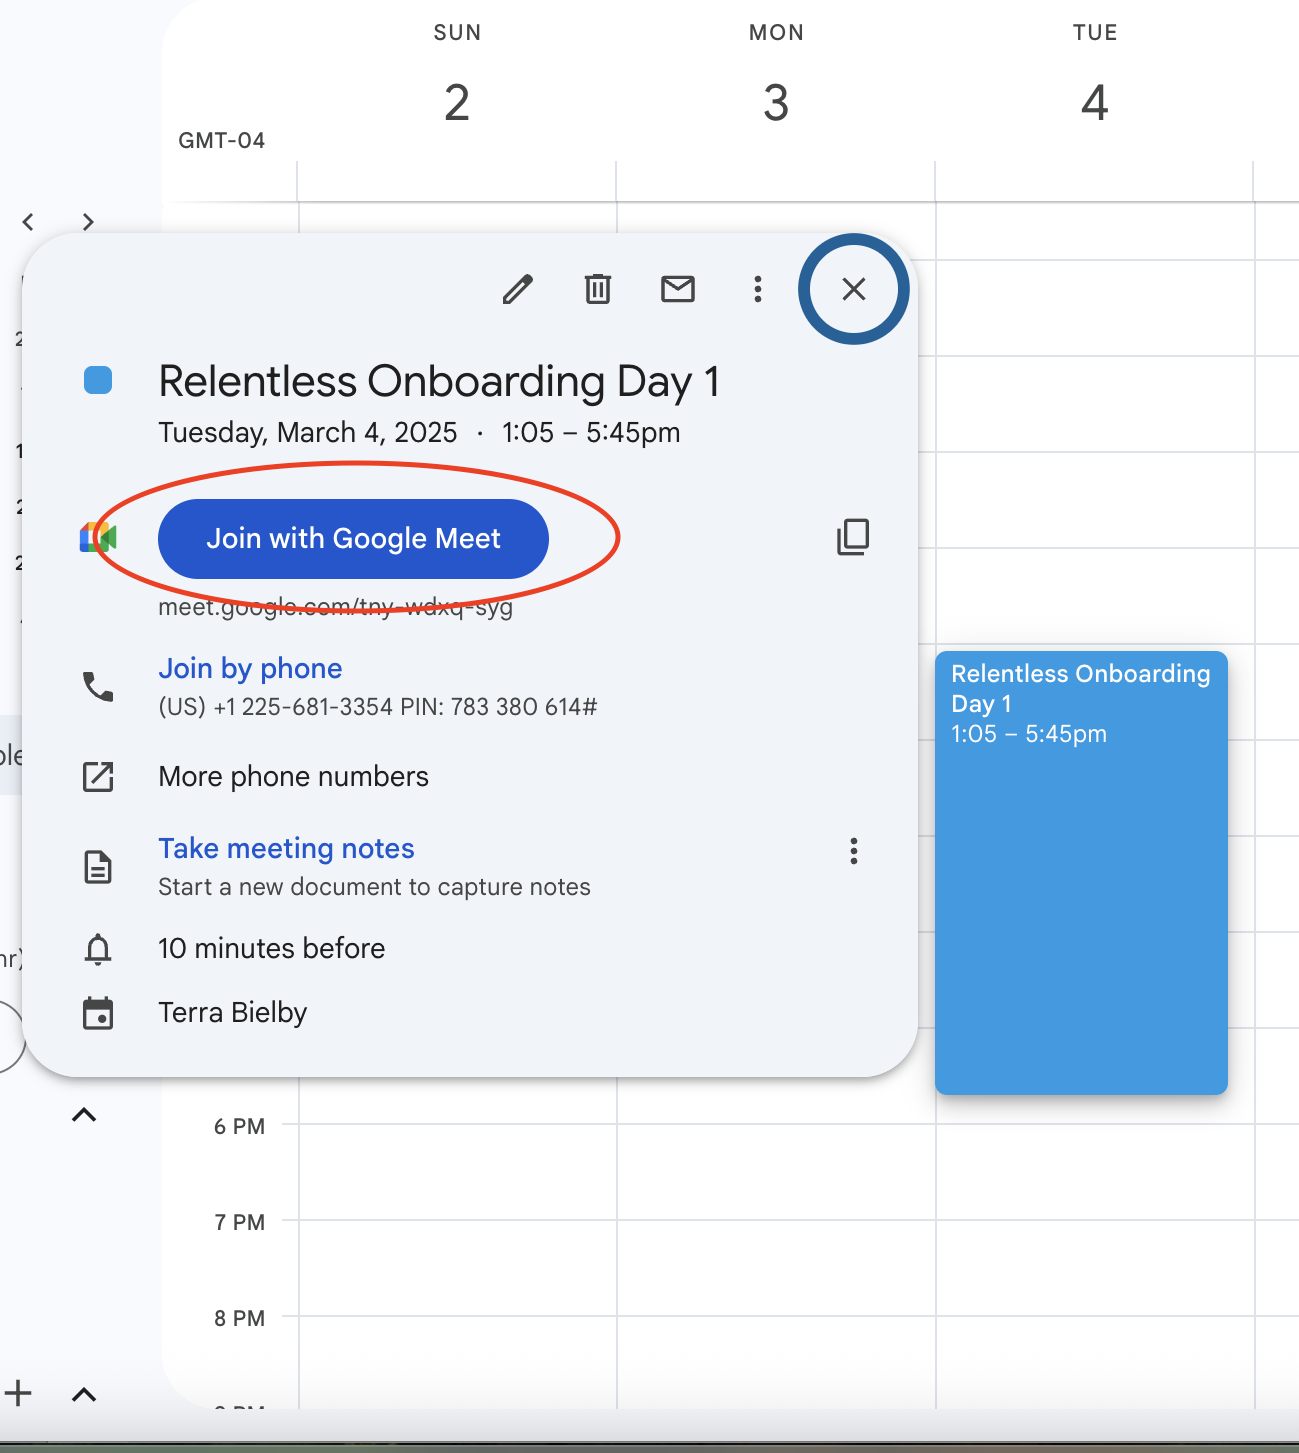 SUN
MON
TUE
2
3
4
GMT-04
Relentless Onboarding Day 1
Tuesday, March 4, 2025 · 1:05 – 5:45pm
Join with Google Meet
meet.google.com/tny-wdxq-syg
Join by phone
(US) +1 225-681-3354 PIN: 783 380 614#
More phone numbers
Take meeting notes
Start a new document to capture notes
10 minutes before
Terra Bielby
Relentless Onboarding
Day 1
1:05 – 5:45pm
6 PM
7 PM
8 PM